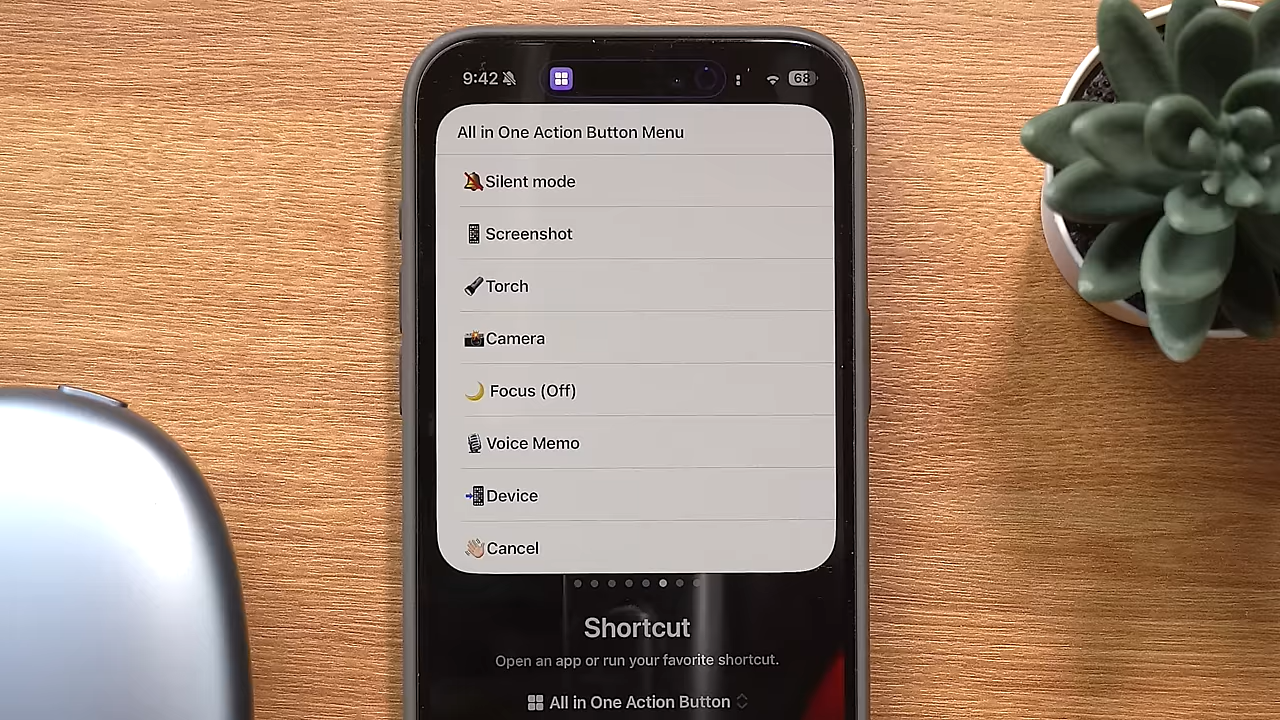 9:42
68
All in One Action Button Menu
Silent mode
Screenshot
Torch
Camera
Focus (Off)
Voice Memo
Device
Cancel
Shortcut
Open an app or run your favorite shortcut.
All in One Action Button